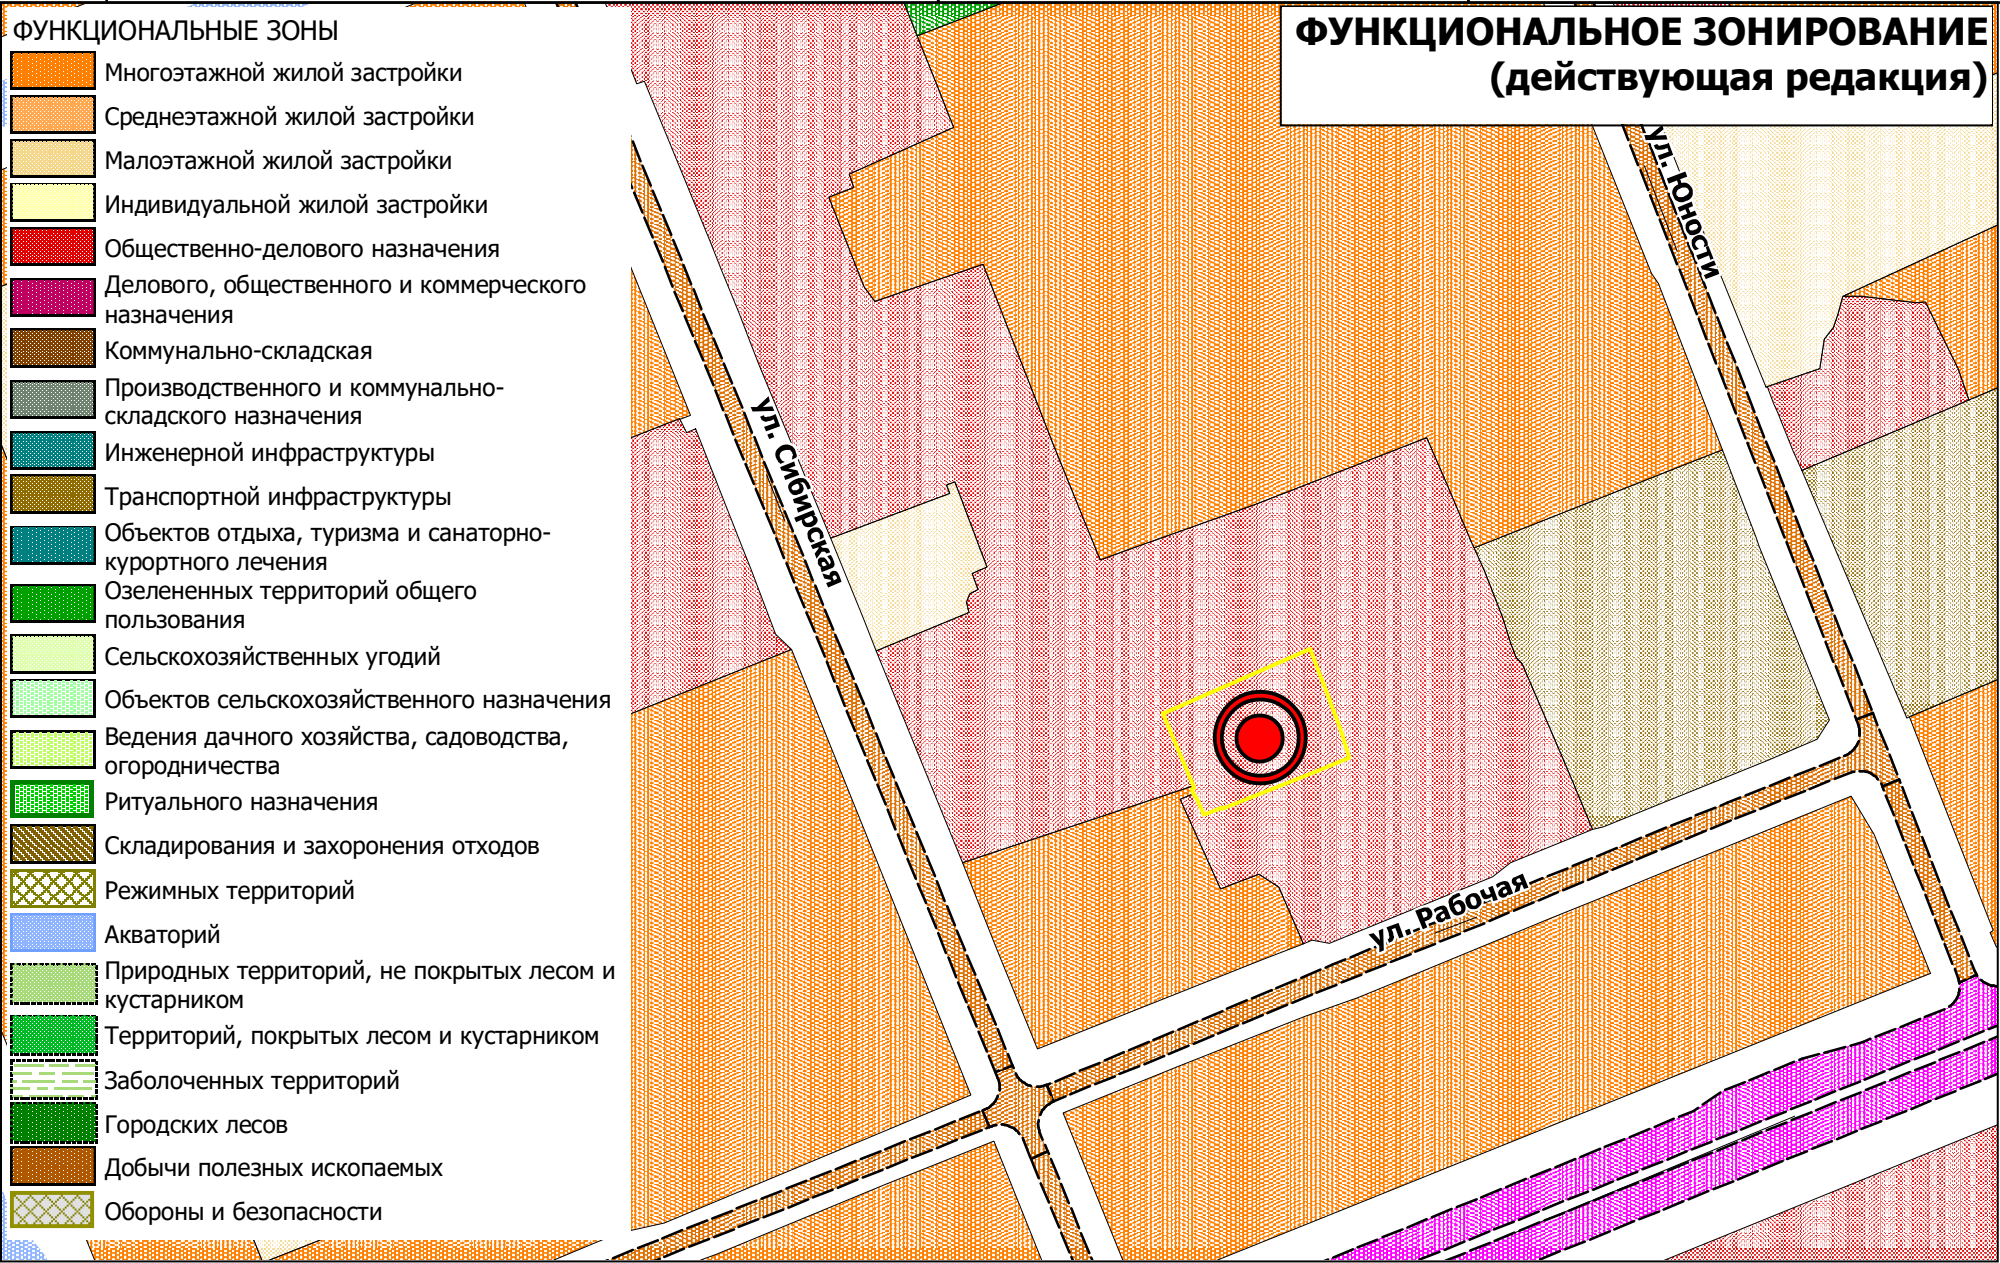 ФУНКЦИОНАЛЬНЫЕ ЗОНЫ
Многоэтажной жилой застройки
Среднеэтажной жилой застройки
Малоэтажной жилой застройки
Индивидуальной жилой застройки
Общественно-делового назначения
Делового, общественного и коммерческого
назначения
Коммунально-складская
Производственного и коммунально-
складского назначения
Инженерной инфраструктуры
Транспортной инфраструктуры
Объектов отдыха, туризма и санаторно-
курортного лечения
Озелененных территорий общего
пользования
Сельскохозяйственных угодий
Объектов сельскохозяйственного назначения
Ведения дачного хозяйства, садоводства,
огородничества
Ритуального назначения
Складирования и захоронения отходов
Режимных территорий
Акваторий
Природных территорий, не покрытых лесом и
кустарником
Территорий, покрытых лесом и кустарником
Заболоченных территорий
Городских лесов
Добычи полезных ископаемых
Обороны и безопасности
ФУНКЦИОНАЛЬНОЕ ЗОНИРОВАНИЕ
(действующая редакция)
ул. Юности
ул. Сибирская
ул. Рабочая